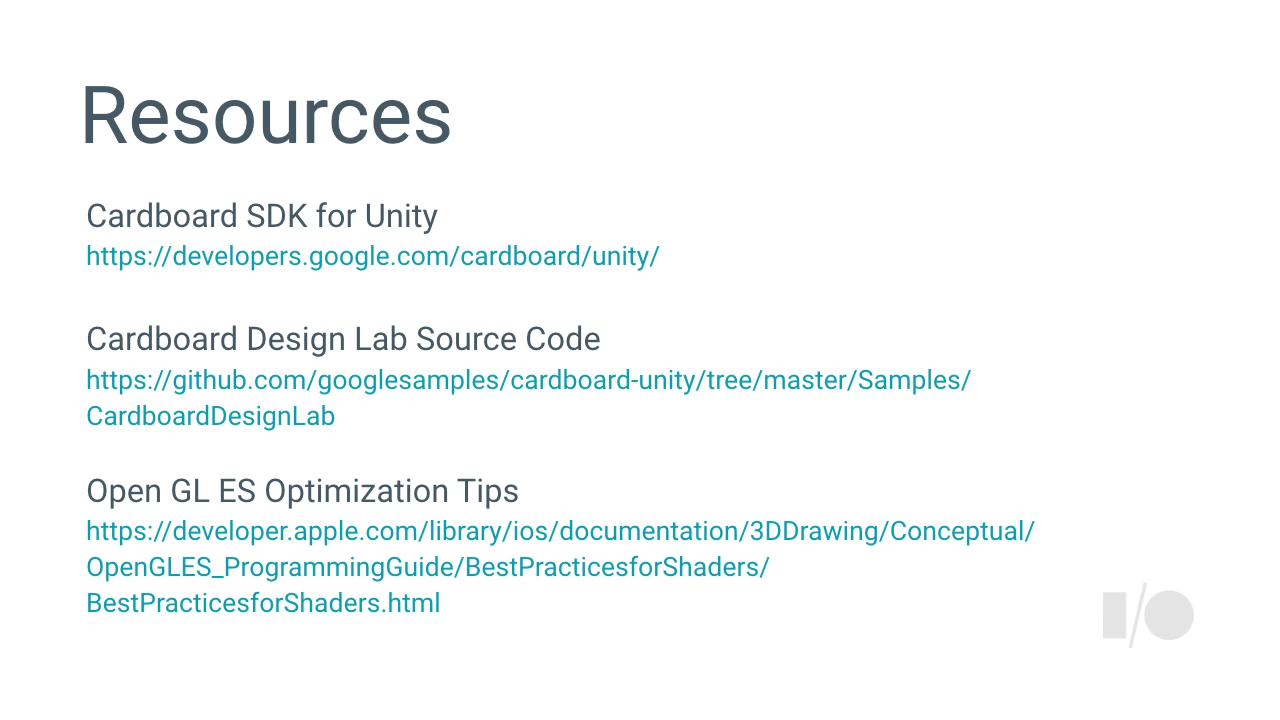 Resources
Cardboard SDK for Unity
https://developers.google.com/cardboard/unity/
Cardboard Design Lab Source Code
https://github.com/googlesamples/cardboard-unity/tree/master/Samples/
CardboardDesignLab
Open GL ES Optimization Tips
https://developer.apple.com/library/ios/documentation/3DDrawing/Conceptual/
OpenGLES_ProgrammingGuide/BestPracticesforShaders/
BestPracticesforShaders.html
I/O